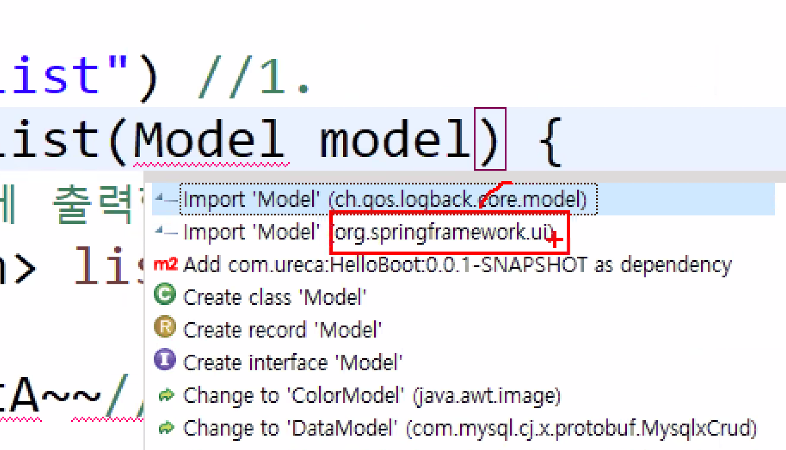 ist") //1.
list(Model model) {
에 출력
> lis
Import 'Model' (ch.qos.logback.core.model)
Import 'Model' (org.springframework.ui)
m2 Add com.ureca:HelloBoot:0.0.1-SNAPSHOT as dependency
C Create class 'Model'
R Create record 'Model'
I Create interface 'Model'
tA~~//
Change to 'ColorModel' (java.awt.image)
Change to 'DataModel' (com.mysql.cj.x.protobuf.MysqlxCrud)